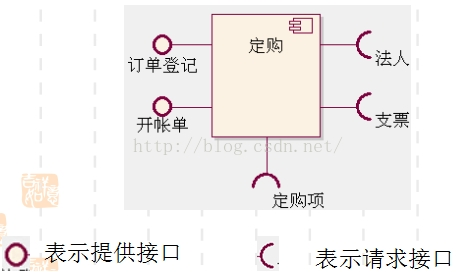 定购
订单登记
法人
开帐单
支票
http://blog.csdn.net/
定购项
表示提供接口
表示请求接口